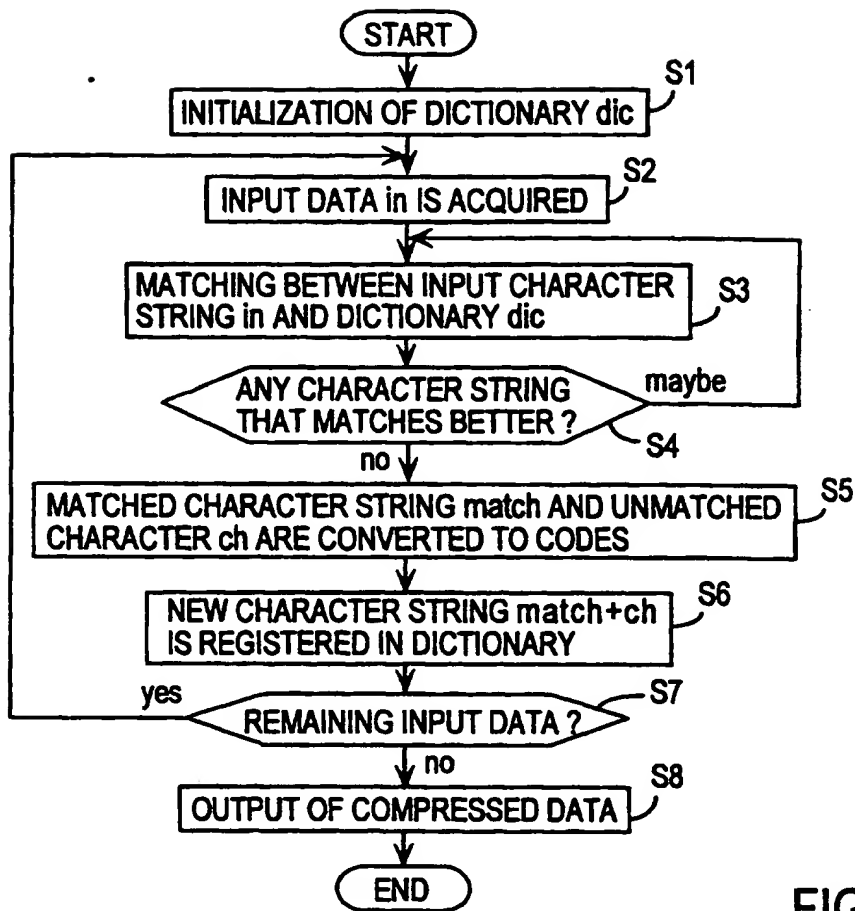 START
S1
INITIALIZATION OF DICTIONARY dic
S2
INPUT DATA in IS ACQUIRED
MATCHING BETWEEN INPUT CHARACTER
STRING in AND DICTIONARY dic
S3
ANY CHARACTER STRING
THAT MATCHES BETTER ?
maybe
S4
no
MATCHED CHARACTER STRING match AND UNMATCHED
CHARACTER ch ARE CONVERTED TO CODES
S5
NEW CHARACTER STRING match+ch
IS REGISTERED IN DICTIONARY
S6
yes
REMAINING INPUT DATA ?
S7
no
OUTPUT OF COMPRESSED DATA
S8
END
FIG